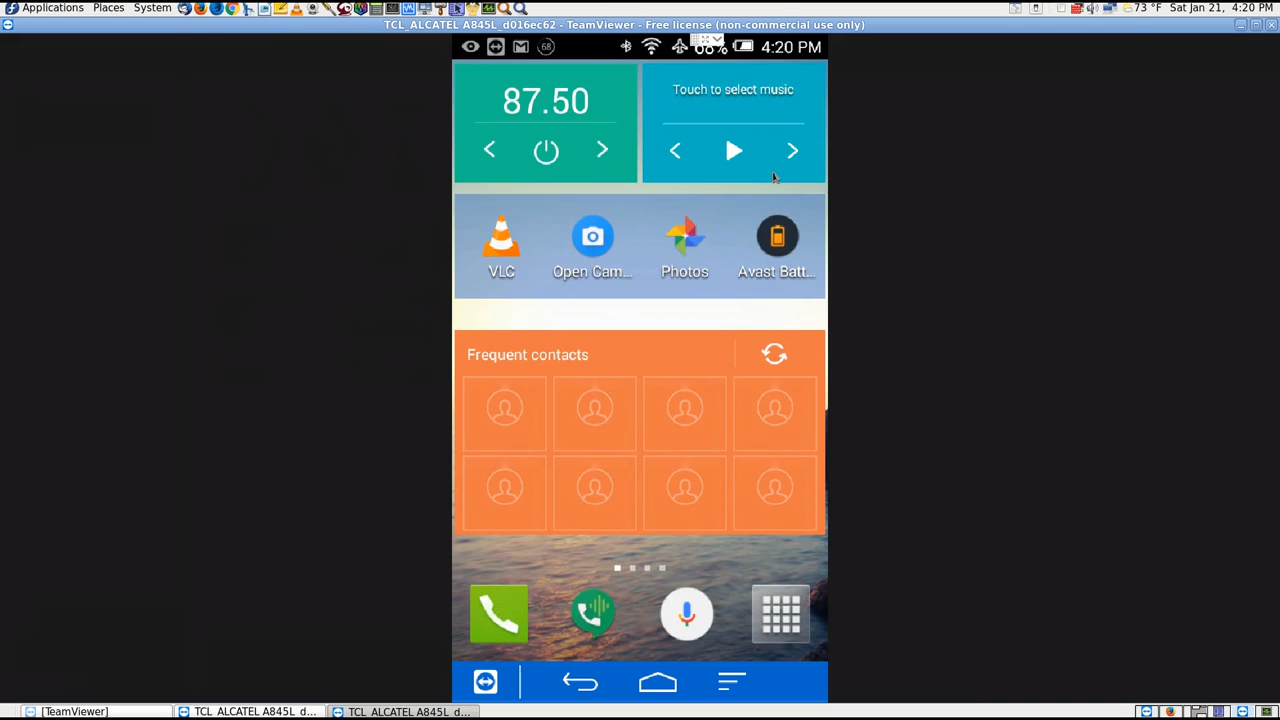 Applications Places System 73 °F Sat Jan 21, 4:20 PM
TCL_ALCATEL A845L_d016ec62 - TeamViewer - Free license (non-commercial use only)
68 68% 4:20 PM
87.50
Touch to select music
VLC Open Cam... Photos Avast Batt...
Frequent contacts
[TeamViewer] TCL_ALCATEL A845L_d... TCL_ALCATEL A845L_d...